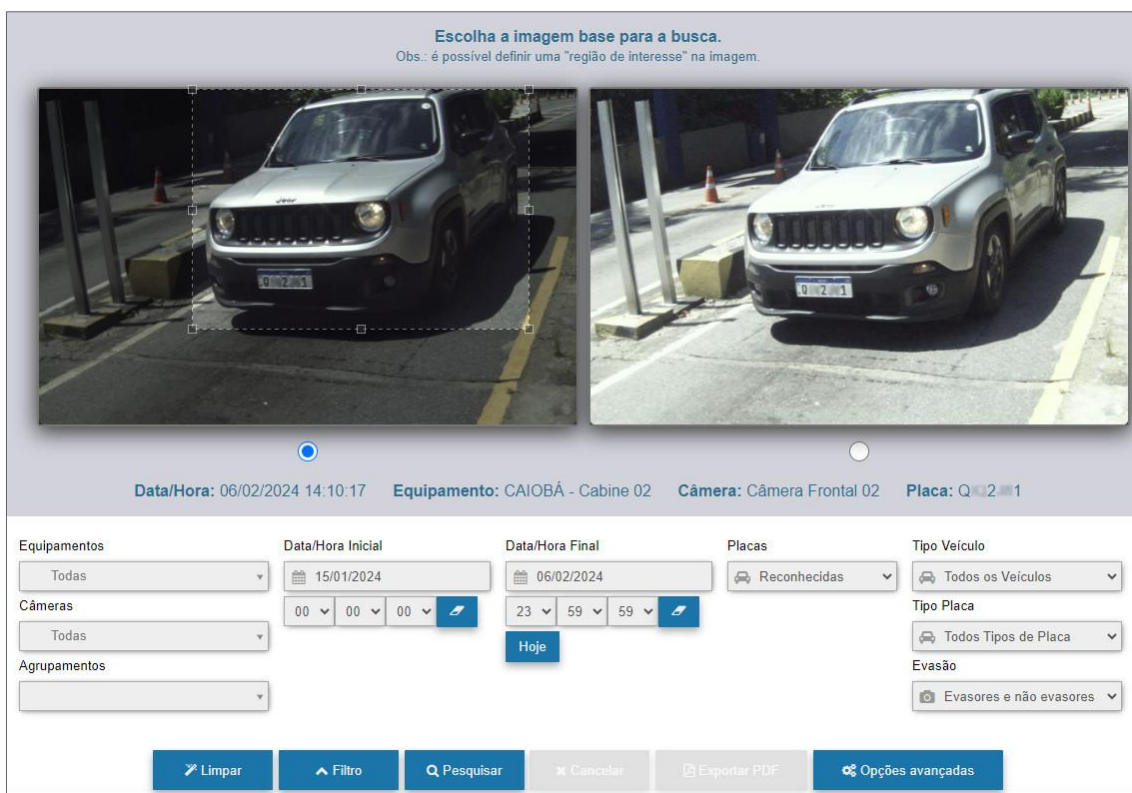 Escolha a imagem base para a busca.
Obs.: é possível definir uma "região de interesse" na imagem.
Jeep
Data/Hora: 06/02/2024 14:10:17 Equipamento: CAIOBÁ - Cabine 02 Câmera: Câmera Frontal 02 Placa:
Equipamentos Data/Hora Inicial Data/Hora Final Placas Tipo Veículo
Todas 15/01/2024 06/02/2024 Reconhecidas Todos os Veículos
Câmeras 00 00 00 23 59 59 Tipo Placa
Todas Hoje Todos Tipos de Placa
Agrupamentos Evasão
Evasores e não evasores
Limpar Filtro Pesquisar Cancelar Exportar PDF Opções avançadas